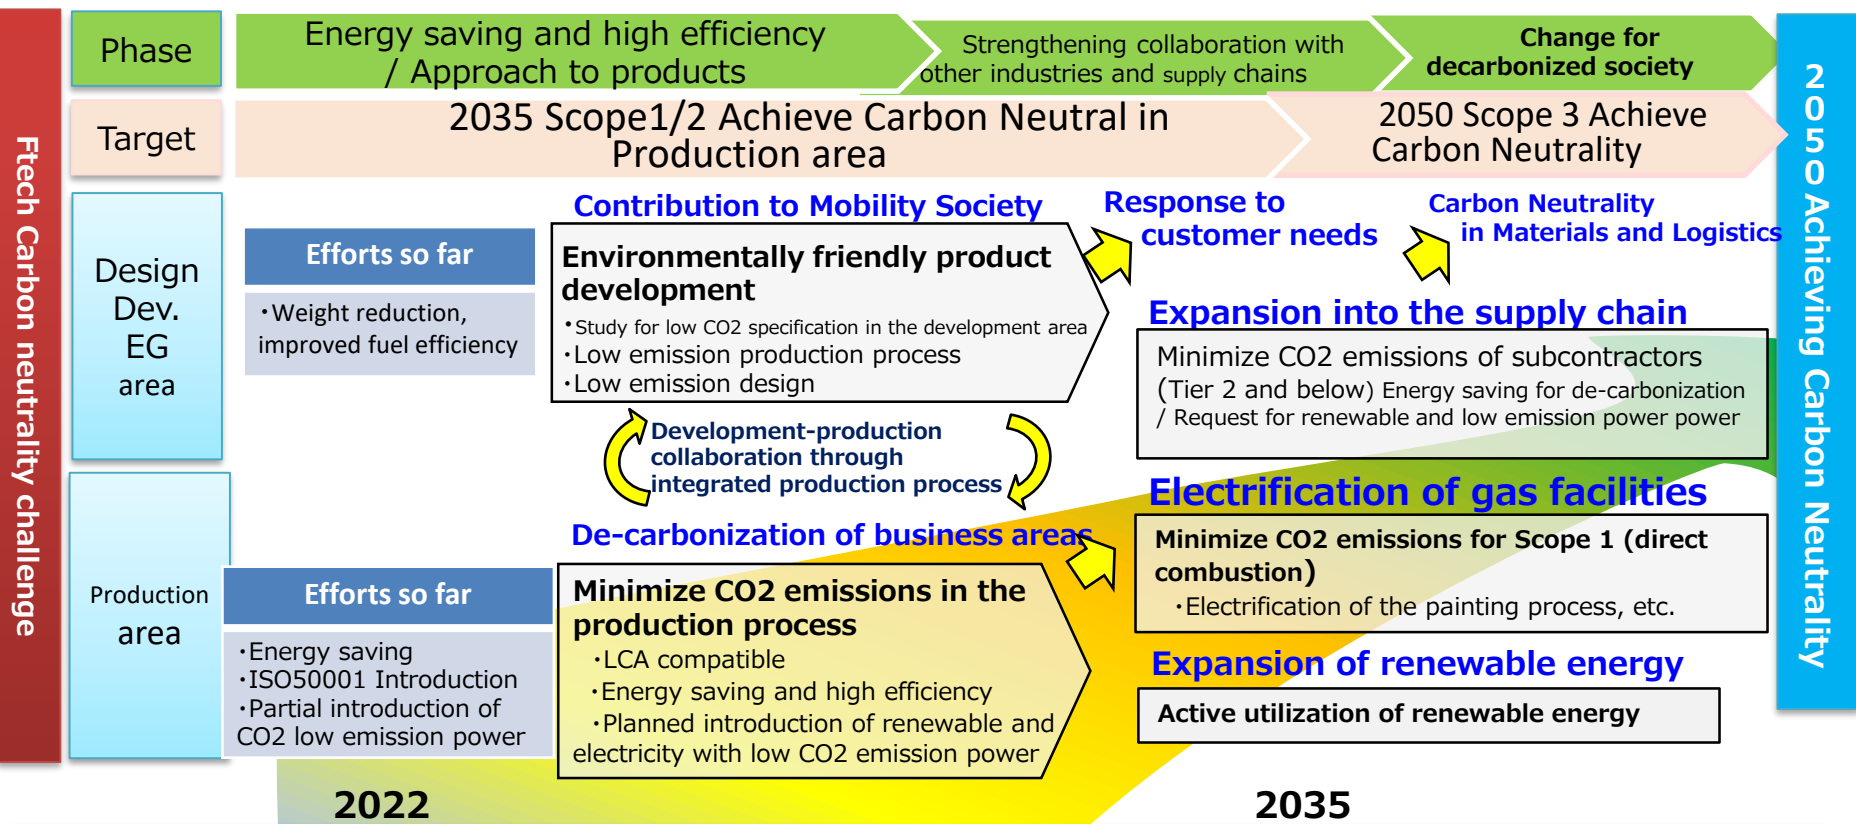 Ftech Carbon neutrality challenge
Phase
Energy saving and high efficiency
/ Approach to products
Strengthening collaboration with
other industries and supply chains
Change for
decarbonized society
Target
2035 Scope1/2 Achieve Carbon Neutral in
Production area
2050 Scope 3 Achieve
Carbon Neutrality
2050 Achieving Carbon Neutrality
Design
Dev.
EG
area
Efforts so far
・Weight reduction,
improved fuel efficiency
Contribution to Mobility Society
Environmentally friendly product
development
・Study for low CO2 specification in the development area
・Low emission production process
・Low emission design
Response to
customer needs
Carbon Neutrality
in Materials and Logistics
Expansion into the supply chain
Minimize CO2 emissions of subcontractors
(Tier 2 and below) Energy saving for de-carbonization
/ Request for renewable and low emission power power
Development-production
collaboration through
integrated production process
Production
area
Efforts so far
・Energy saving
・ISO50001 Introduction
・Partial introduction of
CO2 low emission power
De-carbonization of business areas
Minimize CO2 emissions in the
production process
・LCA compatible
・Energy saving and high efficiency
・Planned introduction of renewable and
electricity with low CO2 emission power
Electrification of gas facilities
Minimize CO2 emissions for Scope 1 (direct
combustion)
・Electrification of the painting process, etc.
Expansion of renewable energy
Active utilization of renewable energy
2022
2035